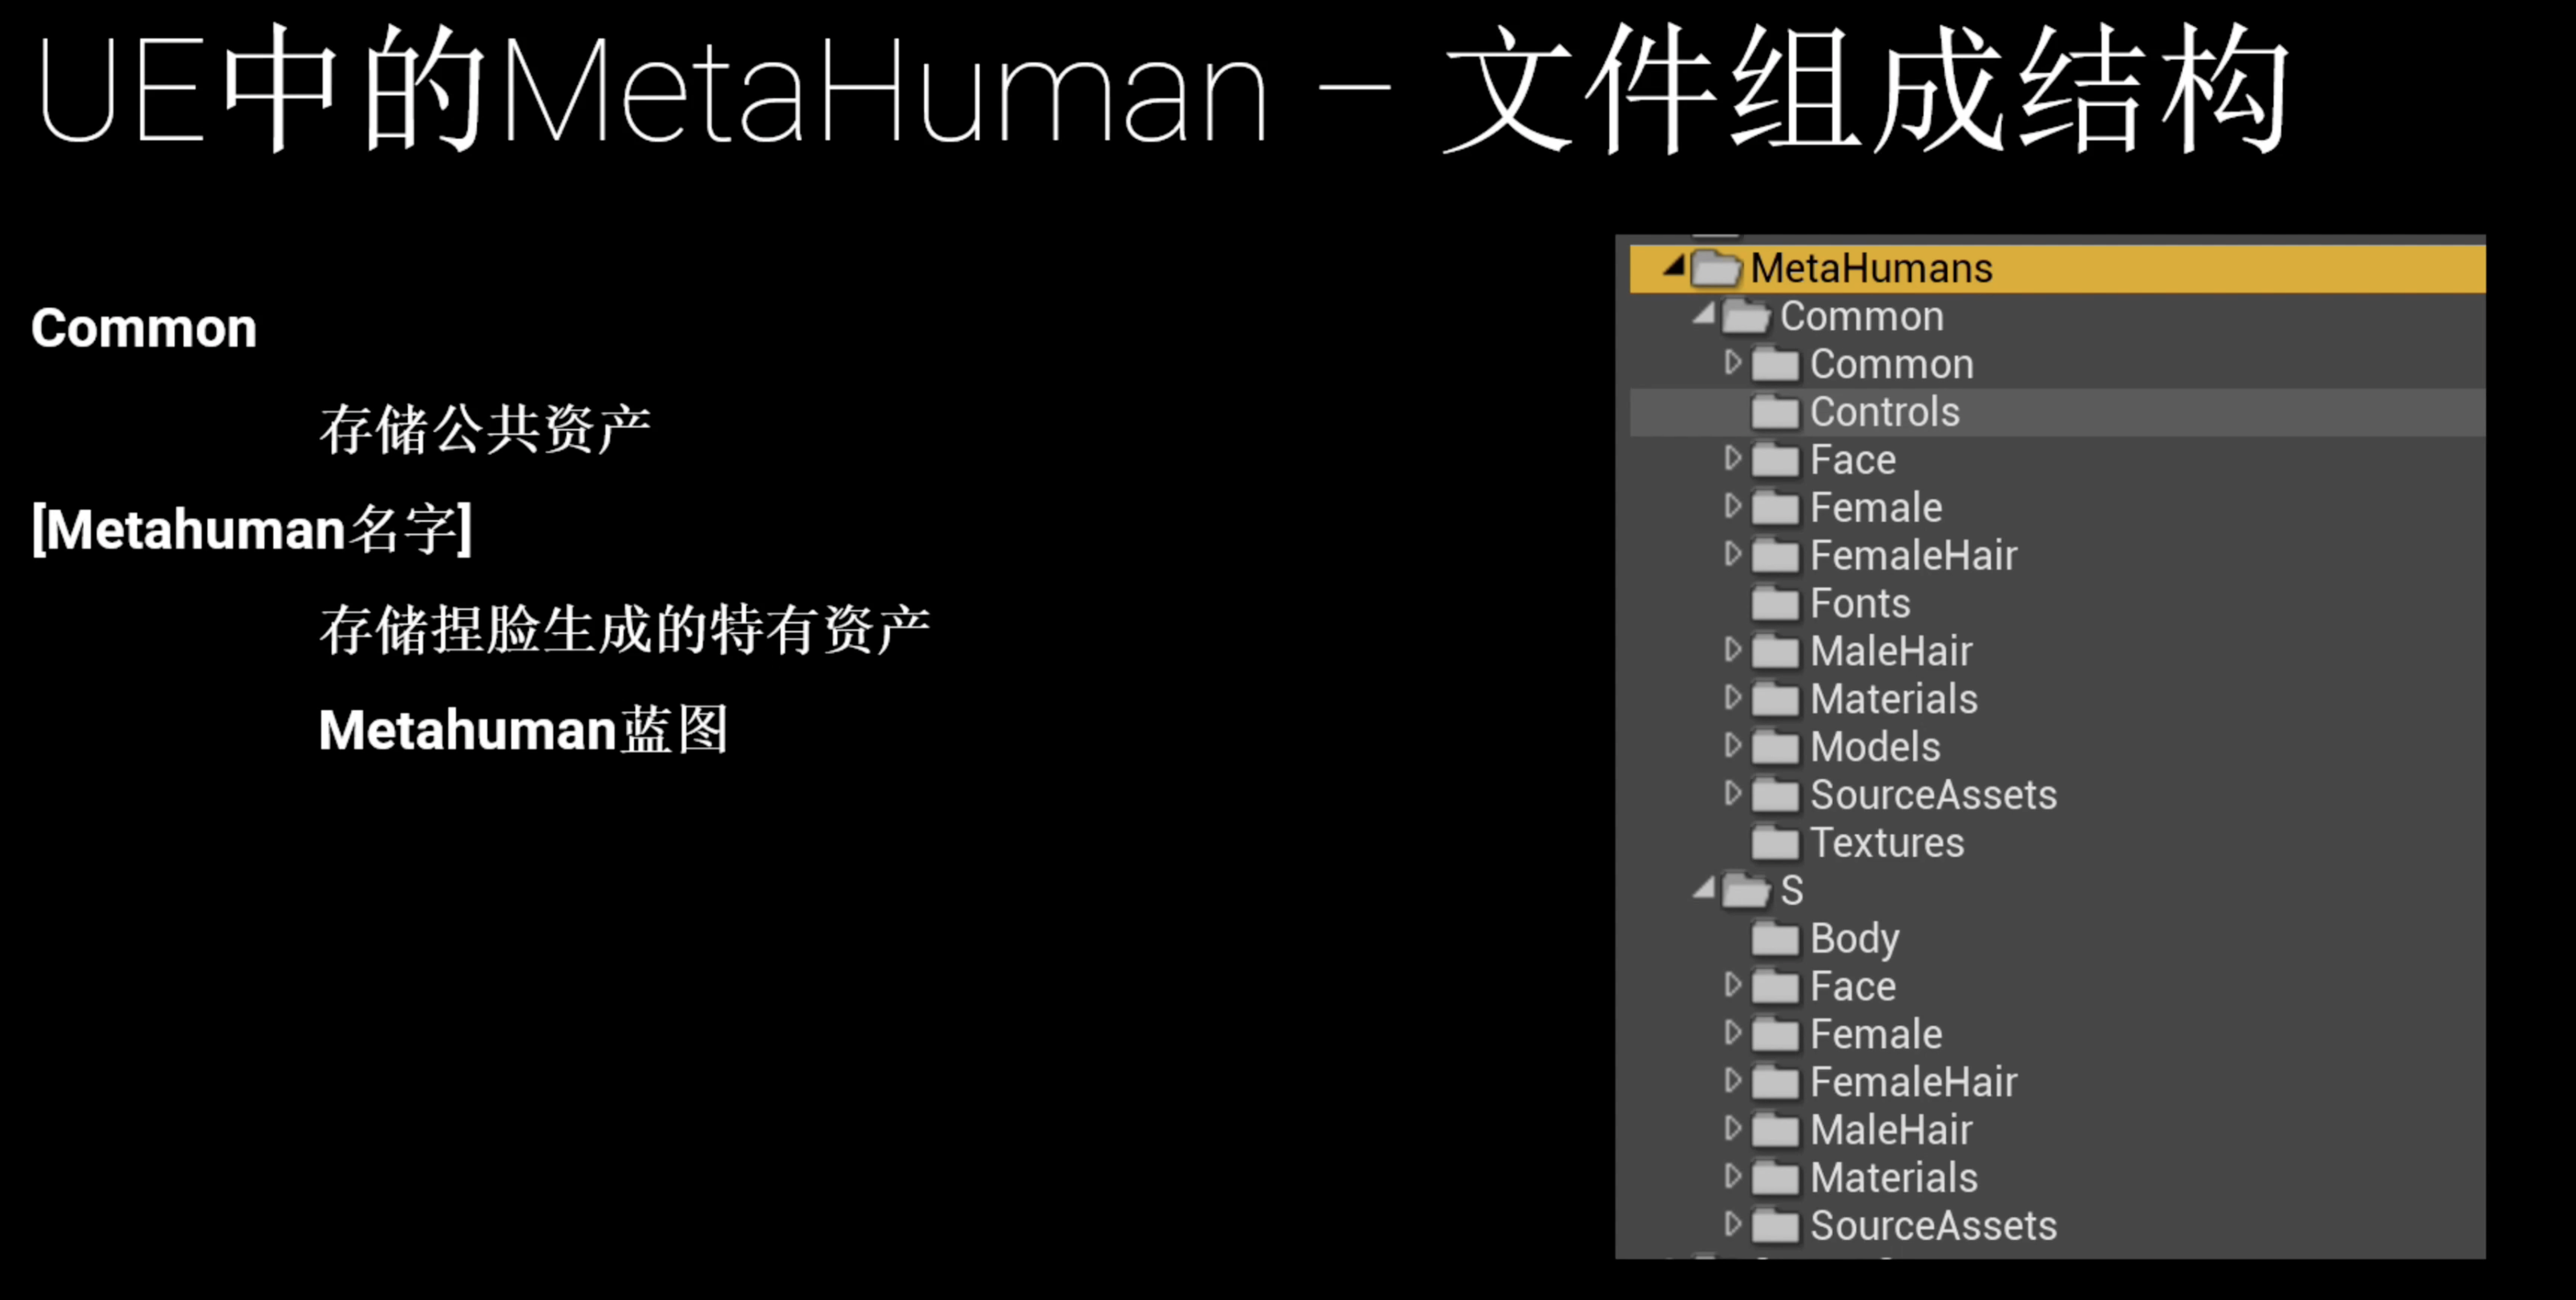 UE中的MetaHuman – 文件组成结构
Common
存储公共资产
[Metahuman名字]
存储捏脸生成的特有资产
Metahuman蓝图
MetaHumans
Common
Common
Controls
Face
Female
FemaleHair
Fonts
MaleHair
Materials
Models
SourceAssets
Textures
S
Body
Face
Female
FemaleHair
MaleHair
Materials
SourceAssets